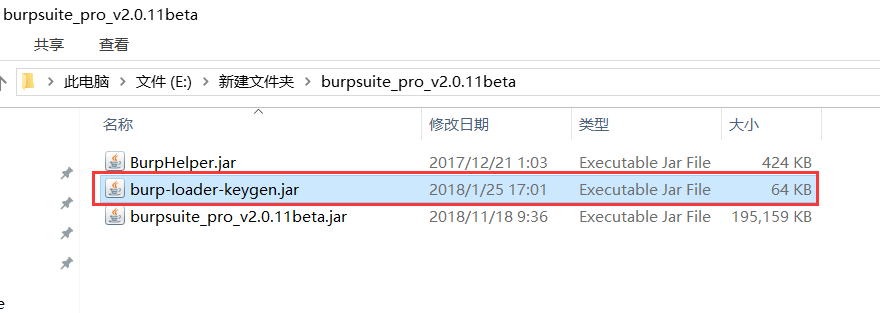 burpsuite_pro_v2.0.11beta
共享 查看
此电脑 文件 (E:) 新建文件夹 burpsuite_pro_v2.0.11beta
名称 修改日期 类型 大小
BurpHelper.jar 2017/12/21 1:03 Executable Jar File 424 KB
burp-loader-keygen.jar 2018/1/25 17:01 Executable Jar File 64 KB
burpsuite_pro_v2.0.11beta.jar 2018/11/18 9:36 Executable Jar File 195,159 KB
e